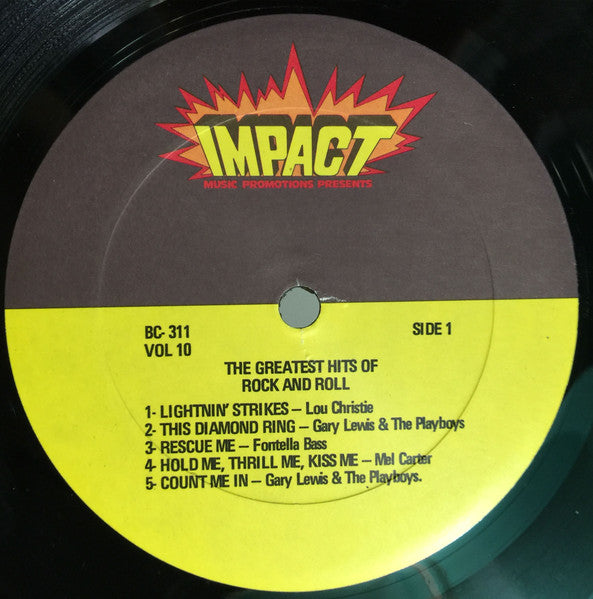 IMPACT
MUSIC PROMOTIONS PRESENTS
BC- 311
SIDE 1
VOL 10
THE GREATEST HITS OF
ROCK AND ROLL
1- LIGHTNIN' STRIKES – Lou Christie
2- THIS DIAMOND RING – Gary Lewis & The Playboys
3- RESCUE ME – Fontella Bass
4- HOLD ME, THRILL ME, KISS ME – Mel Carter
5- COUNT ME IN – Gary Lewis & The Playboys.